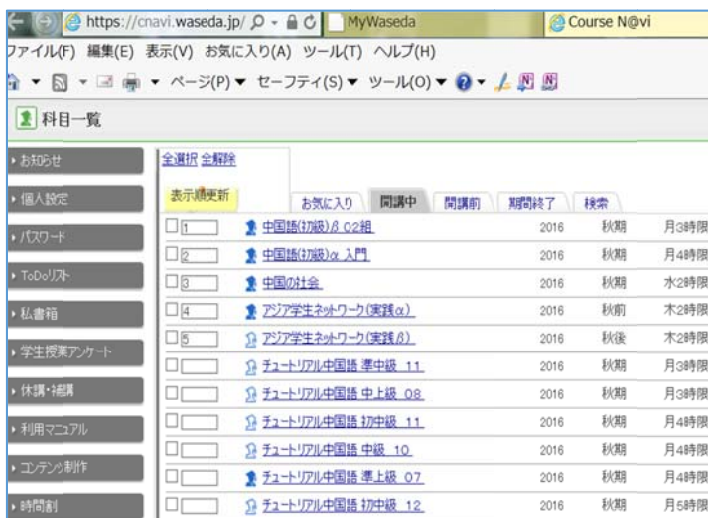 https://cnavi.waseda.jp/ MyWaseda Course N@vi
ファイル(F) 編集(E) 表示(V) お気に入り(A) ツール(T) ヘルプ(H)
ページ(P) セーフティ(S) ツール(O)
科目一覧
お知らせ
個人設定
パスワード
ToDoリスト
私書箱
学生授業アンケート
休講・補講
利用マニュアル
コンテンツ制作
時間割
全選択 全解除
表示順更新
お気に入り 開講中 開講前 期間終了 検索
1 中国語(初級)β 02組 2016 秋期 月3時限
2 中国語(初級)α 入門 2016 秋期 月4時限
3 中国の社会 2016 秋期 水2時限
4 アジア学生ネットワーク(実践α) 2016 秋前 木2時限
5 アジア学生ネットワーク(実践β) 2016 秋後 木2時限
チュートリアル中国語 準中級 11 2016 秋期 月3時限
チュートリアル中国語 中上級 08 2016 秋期 月3時限
チュートリアル中国語 初中級 11 2016 秋期 月4時限
チュートリアル中国語 中級 10 2016 秋期 月4時限
チュートリアル中国語 準上級 07 2016 秋期 月4時限
チュートリアル中国語 初中級 12 2016 秋期 月5時限